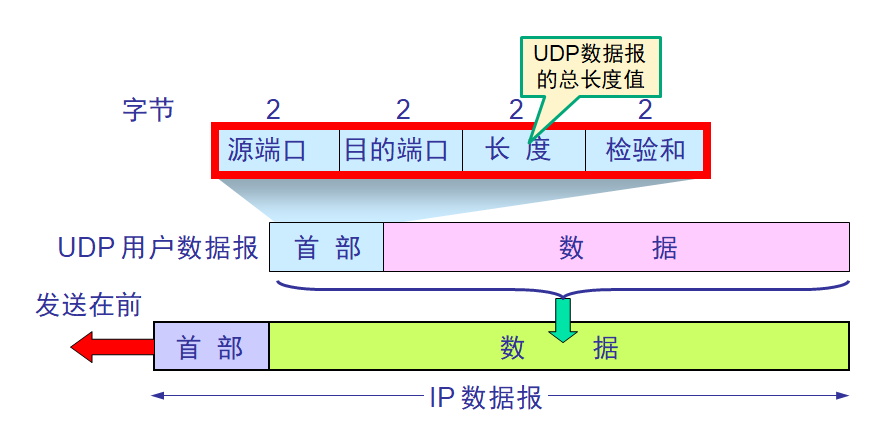 UDP数据报
的总长度值
字节 2 2 2 2
源端口 目的端口 长 度 检验和
UDP 用户数据报 首 部 数 据
发送在前
首 部 数 据
IP 数据报